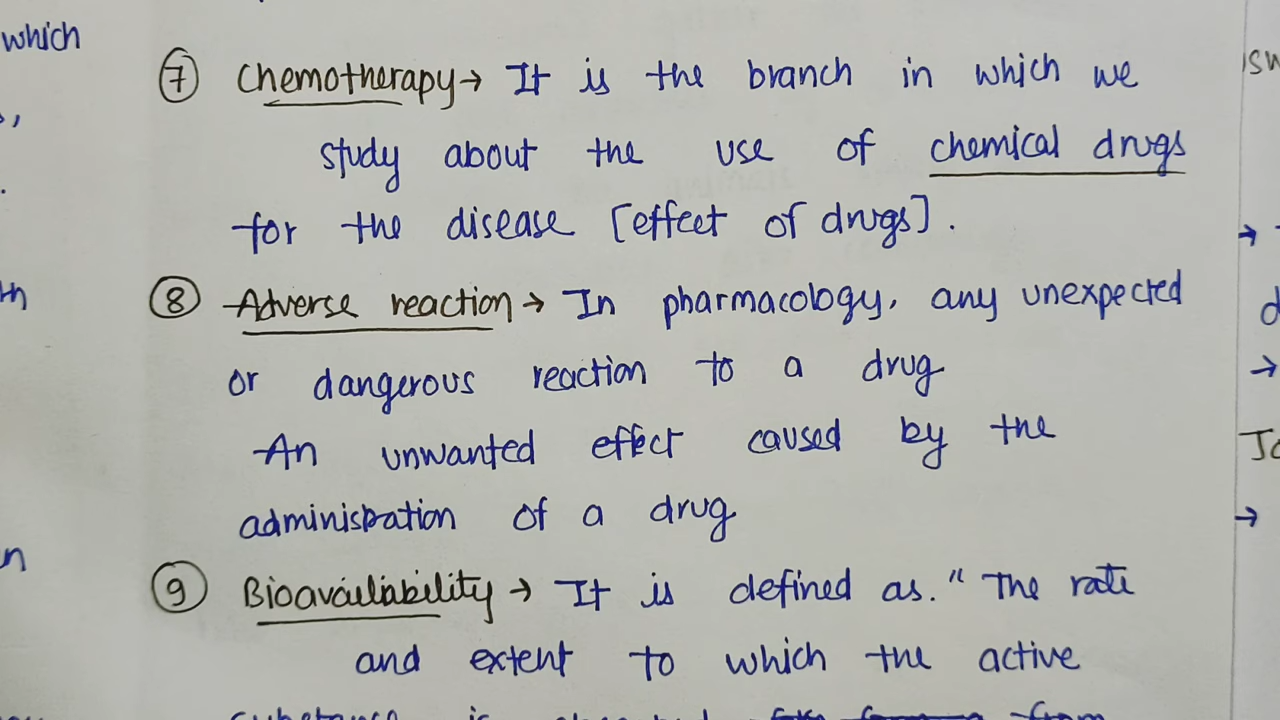 which
⑦ Chemotherapy → It is the branch in which we
study about the use of chemical drugs
for the disease [effect of drugs].
⑧ Adverse reaction → In pharmacology, any unexpected
or dangerous reaction to a drug
An unwanted effect caused by the
administration of a drug
⑨ Bioavailability → It is defined as. " The rate
and extent to which the active
substance is from